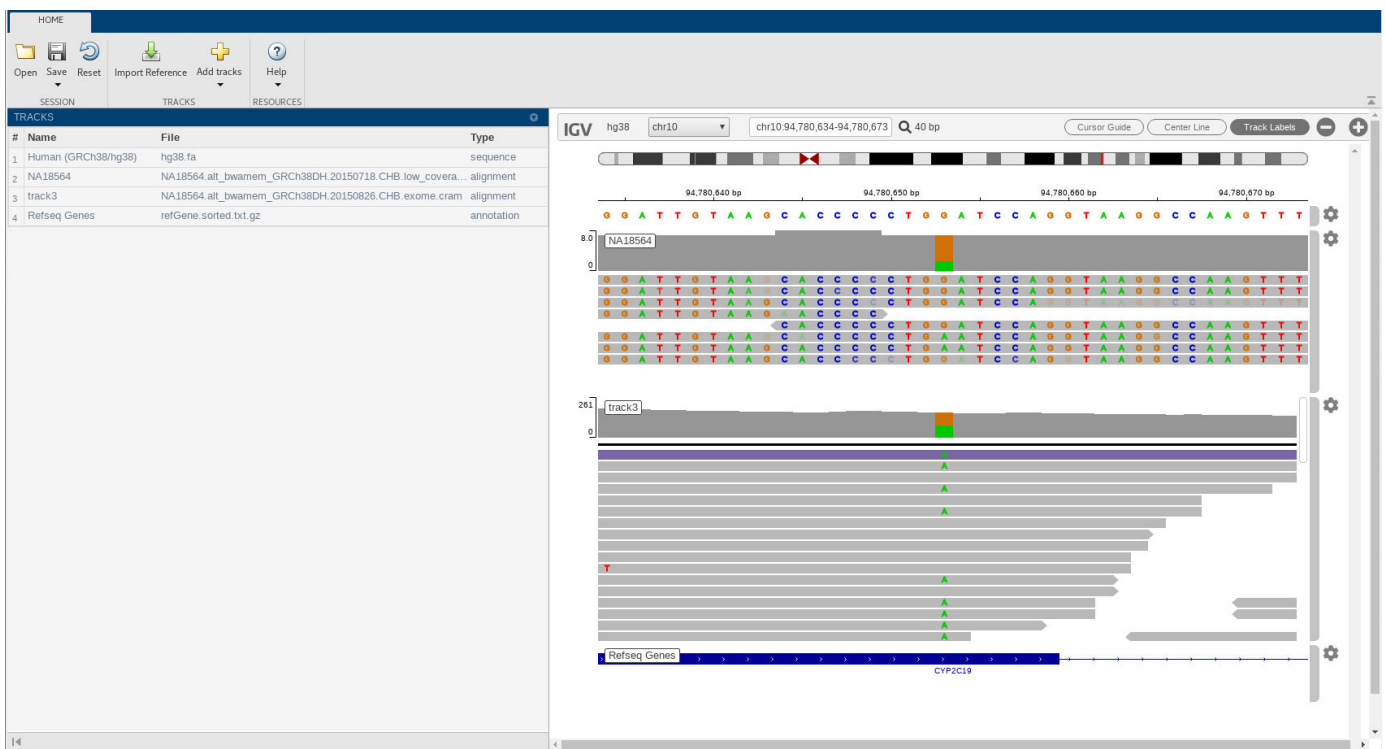 HOME
Open Save Reset Import Reference Add tracks Help
SESSION TRACKS RESOURCES
TRACKS
# Name File Type
1 Human (GRCh38/hg38) hg38.fa sequence
2 NA18564 NA18564.alt_bwamem_GRCh38DH.20150718.CHB.low_covera... alignment
3 track3 NA18564.alt_bwamem_GRCh38DH.20150826.CHB.exome.cram alignment
4 Refseq Genes refGene.sorted.txt.gz annotation
IGV hg38 chr10 chr10:94,780,634-94,780,673 40 bp Cursor Guide Center Line Track Labels
94,780,640 bp 94,780,650 bp 94,780,660 bp 94,780,670 bp
G G A T T G T A A G C A C C C C C T G G A T C C A G G T A A G G C C A A G T T T
8.0 NA18564
0
G G A T T G T A A G C A C C C C C T G G A T C C A G G T A A G G C C A A G T T T
G G A T T G T A A G C A C C C C C T G G A T C C A G G T A A G G C C A A G T T T
G G A T T G T A A G C A C C C C C T G G A T C C A G G T A A G G C C A A G T T T
G G A T T G T A A G A A C C C C
C A C C C C C T G G A T C C A G G T A A G G C C A A G T T T
G G A T T G T A A G C A C C C C C T G A A T C C A G G T A A G G C C A A G T T T
G G A T T G T A A G C A C C C C C T G A A T C C A G G T A A G G C C A A G T T T
G G A T T G T A A G C A C C C C C T G G A T C C A G G T A A G G C C A A G T T T
261 track3
0
A
A
A
A
T
A
A
A
A
A
Refseq Genes
CYP2C19